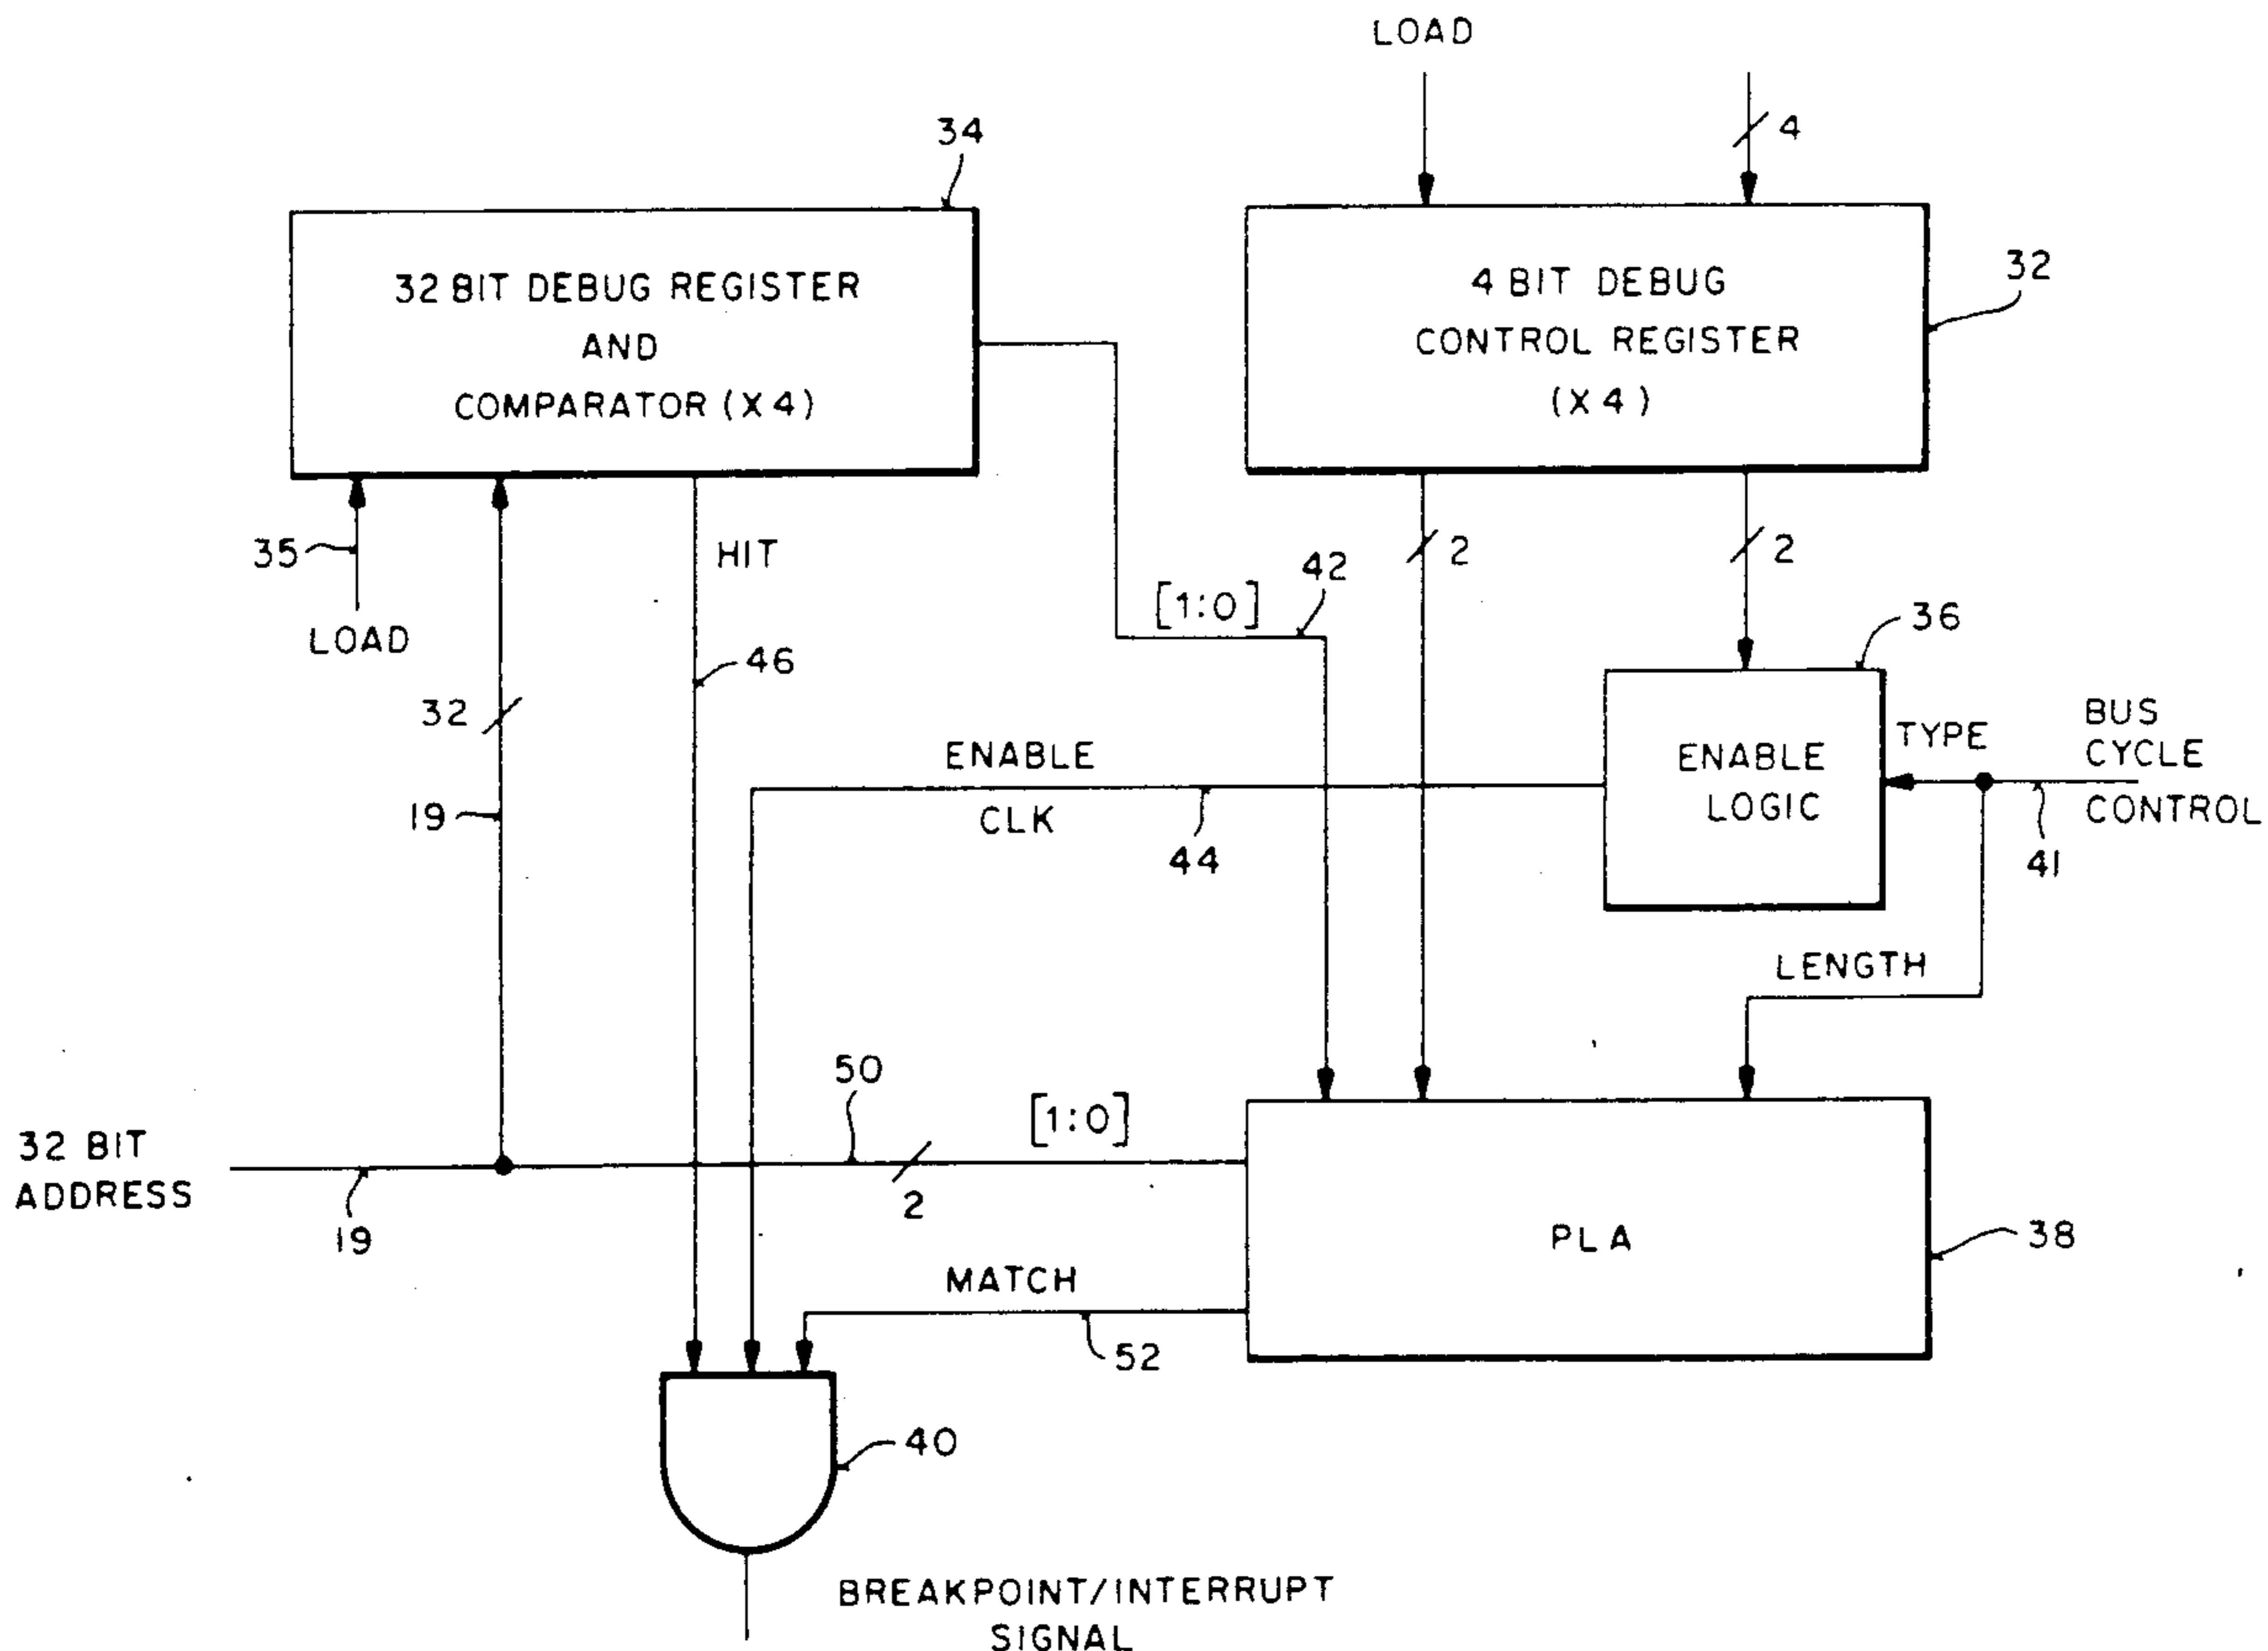 LOAD
4
34
32 BIT DEBUG REGISTER
AND
COMPARATOR (X 4)
4 BIT DEBUG
CONTROL REGISTER
(X 4)
32
35
LOAD
HIT
46
[1:0]
42
2
2
36
32
19
ENABLE
CLK
44
ENABLE
LOGIC
TYPE
BUS
CYCLE
CONTROL
41
LENGTH
50
[1:0]
2
32 BIT
ADDRESS
19
PLA
38
MATCH
52
40
BREAKPOINT/INTERRUPT
SIGNAL